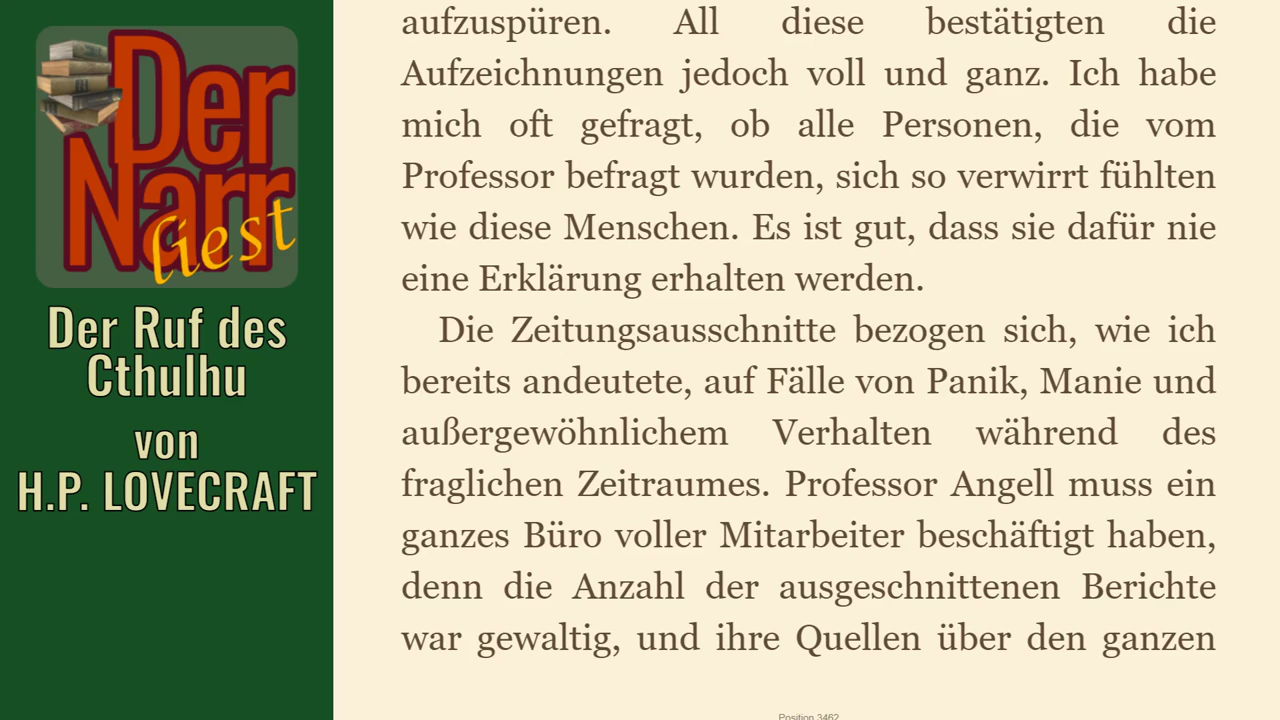 Der
Narr
liest
Der Ruf des
Cthulhu
von
H.P. LOVECRAFT
aufzuspüren. All diese bestätigten die
Aufzeichnungen jedoch voll und ganz. Ich habe
mich oft gefragt, ob alle Personen, die vom
Professor befragt wurden, sich so verwirrt fühlten
wie diese Menschen. Es ist gut, dass sie dafür nie
eine Erklärung erhalten werden.
Die Zeitungsausschnitte bezogen sich, wie ich
bereits andeutete, auf Fälle von Panik, Manie und
außergewöhnlichem Verhalten während des
fraglichen Zeitraumes. Professor Angell muss ein
ganzes Büro voller Mitarbeiter beschäftigt haben,
denn die Anzahl der ausgeschnittenen Berichte
war gewaltig, und ihre Quellen über den ganzen
Position 3462